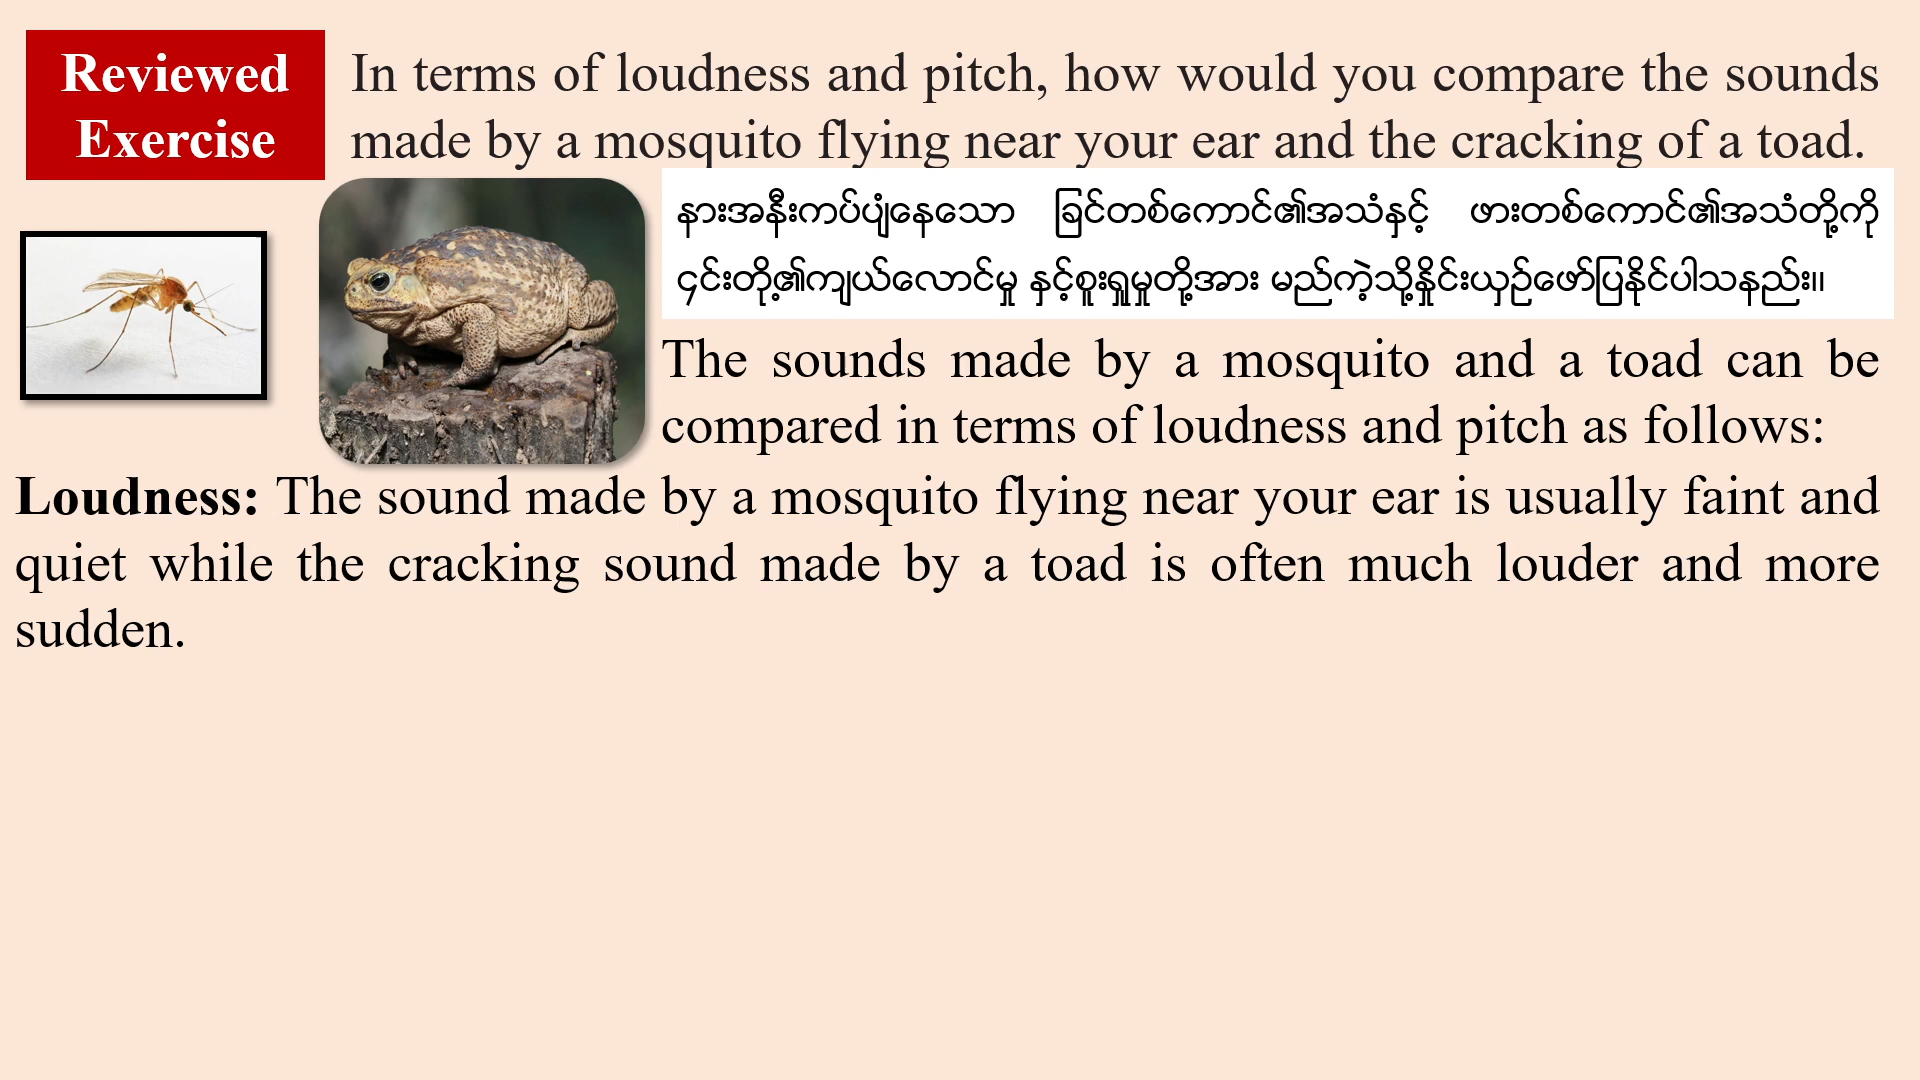 Reviewed
Exercise
In terms of loudness and pitch, how would you compare the sounds
made by a mosquito flying near your ear and the cracking of a toad.
နားအနီးကပ်ပျံနေသော ခြင်တစ်ကောင်၏အသံနှင့် ဖားတစ်ကောင်၏အသံတို့ကို
၎င်းတို့၏ကျယ်လောင်မှု နှင့်စူးရှုမှုတို့အား မည်ကဲ့သို့နှိုင်းယှဉ်ဖော်ပြနိုင်ပါသနည်း။
The sounds made by a mosquito and a toad can be
compared in terms of loudness and pitch as follows:
Loudness: The sound made by a mosquito flying near your ear is usually faint and
quiet while the cracking sound made by a toad is often much louder and more
sudden.